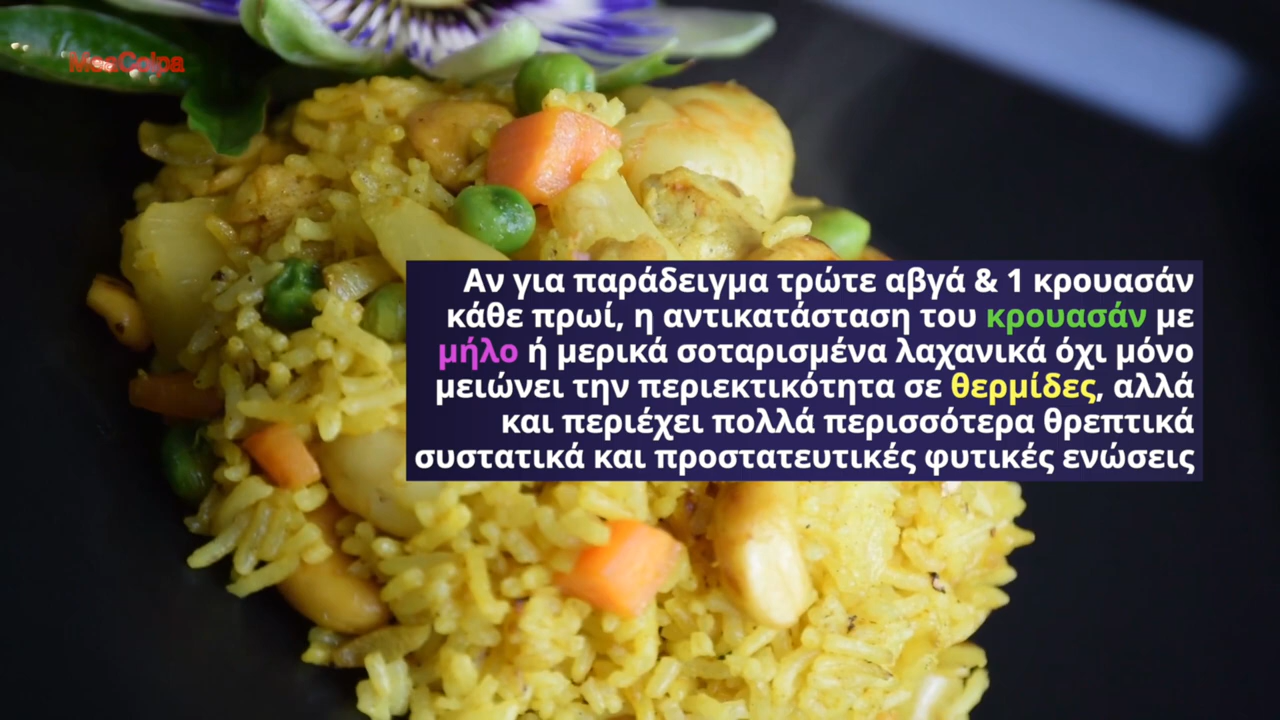 MeaColpa
Αν για παράδειγμα τρώτε αβγά & 1 κρουασάν
κάθε πρωί, η αντικατάσταση του κρουασάν με
μήλο ή μερικά σοταρισμένα λαχανικά όχι μόνο
μειώνει την περιεκτικότητα σε θερμίδες, αλλά
και περιέχει πολλά περισσότερα θρεπτικά
συστατικά και προστατευτικές φυτικές ενώσεις